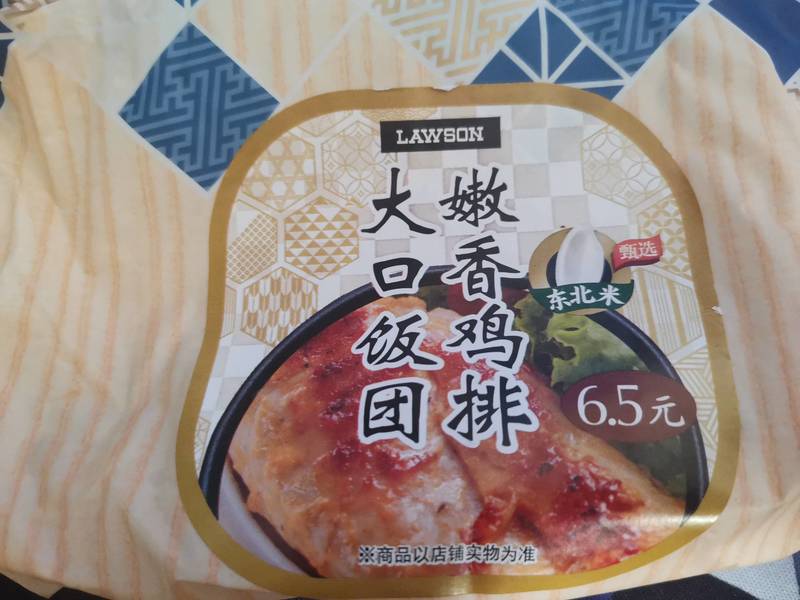 LAWSON
嫩香鸡排
大口饭团
甄选
东北米
6.5元
※商品以店铺实物为准